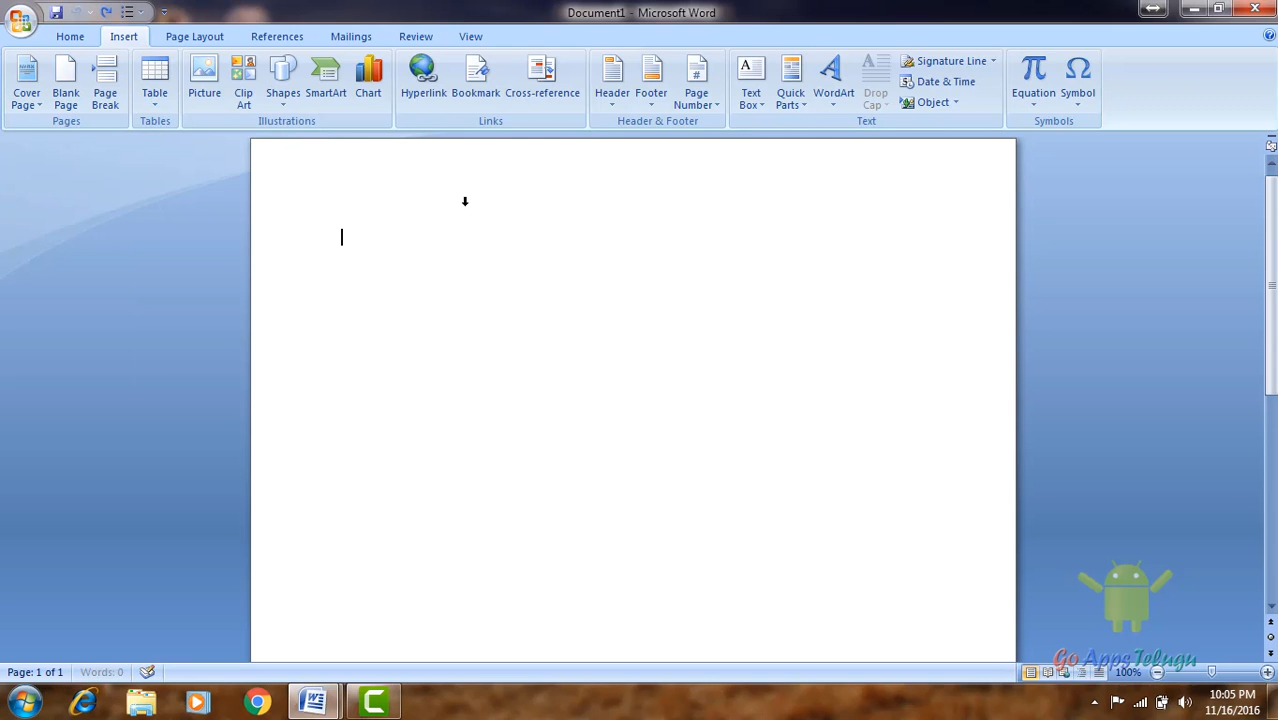 Document1 - Microsoft Word
Home Insert Page Layout References Mailings Review View
Cover Page
Blank Page
Page Break
Table
Picture
Clip Art
Shapes
SmartArt
Chart
Hyperlink
Bookmark
Cross-reference
Header
Footer
Page Number
Text Box
Quick Parts
WordArt
Drop Cap
Signature Line
Date & Time
Object
Equation
Symbol
Pages Tables Illustrations Links Header & Footer Text Symbols
Go Apps Telugu
Page: 1 of 1 Words: 0 100%
10:05 PM
11/16/2016